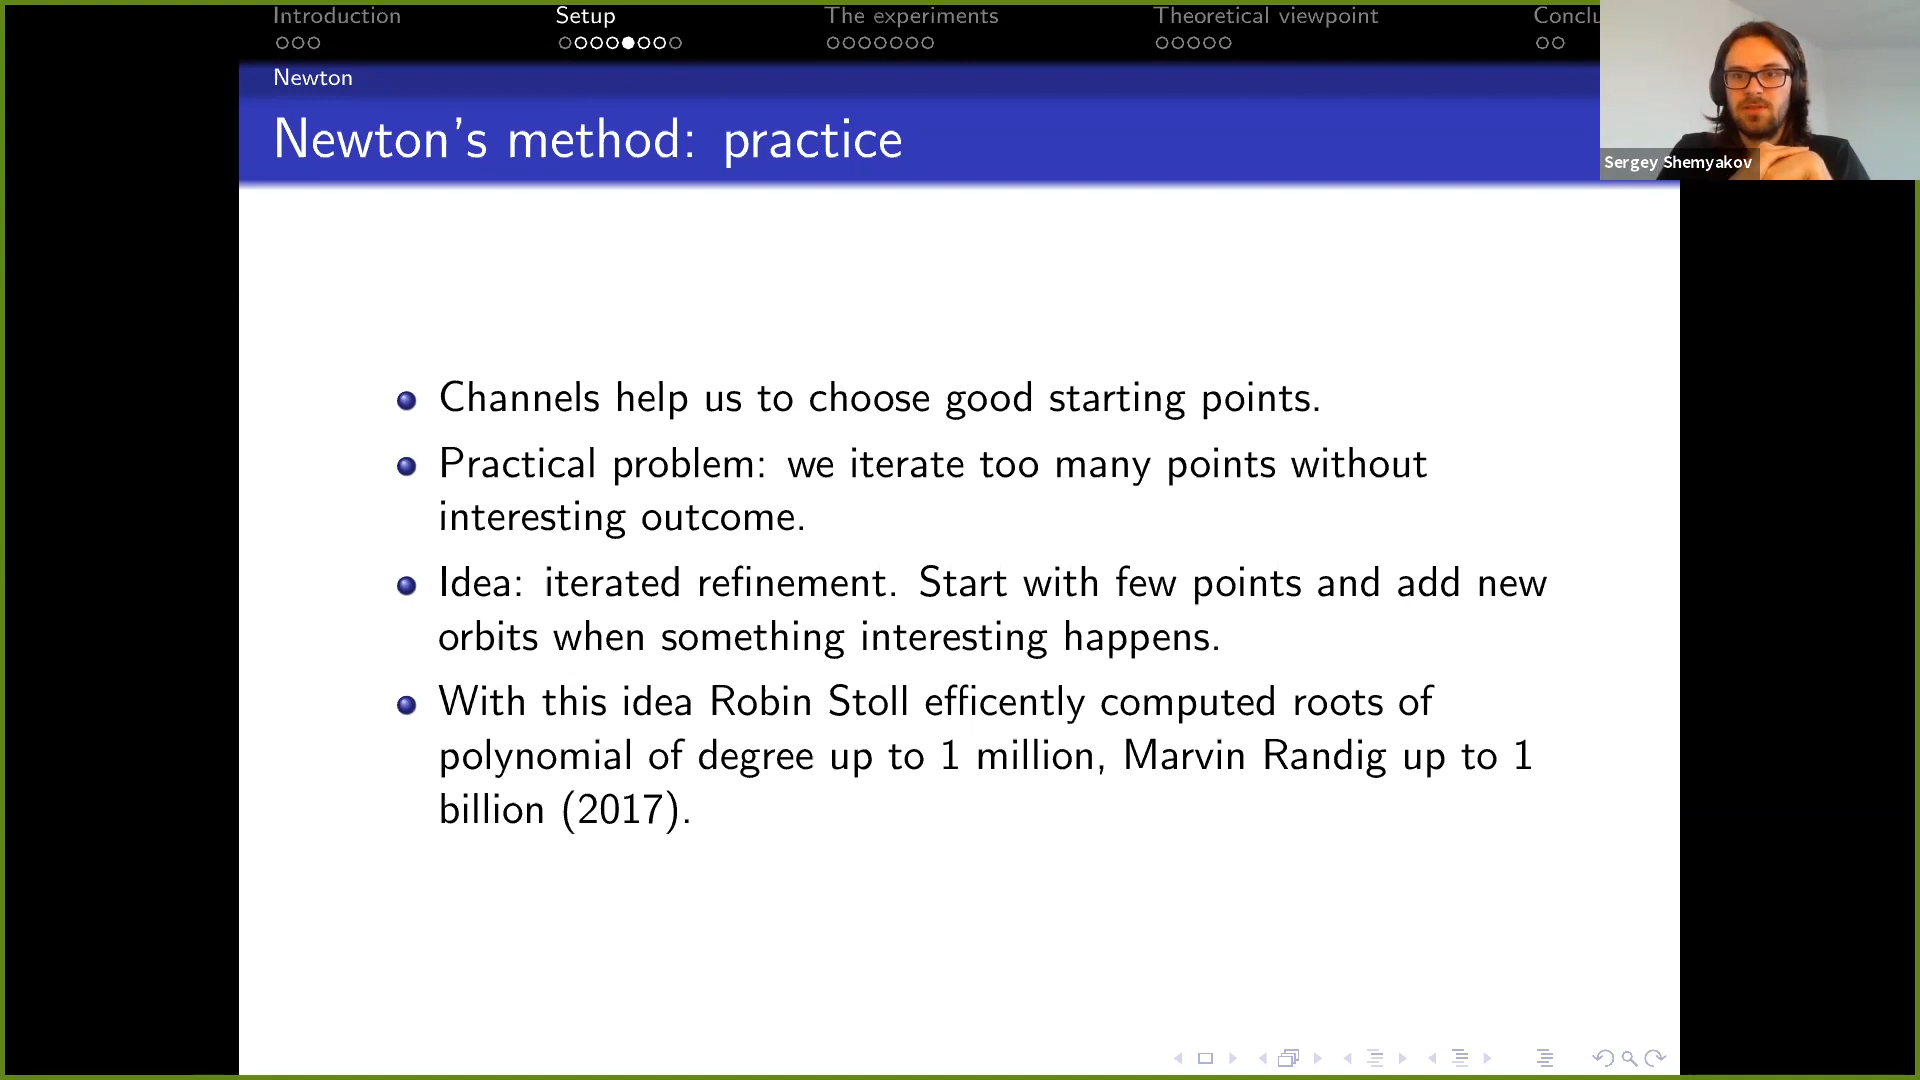 Introduction
Setup
The experiments
Theoretical viewpoint
Conclu
Newton
Newton's method: practice
Sergey Shemyakov
Channels help us to choose good starting points.
Practical problem: we iterate too many points without
interesting outcome.
Idea: iterated refinement. Start with few points and add new
orbits when something interesting happens.
With this idea Robin Stoll efficently computed roots of
polynomial of degree up to 1 million, Marvin Randig up to 1
billion (2017).